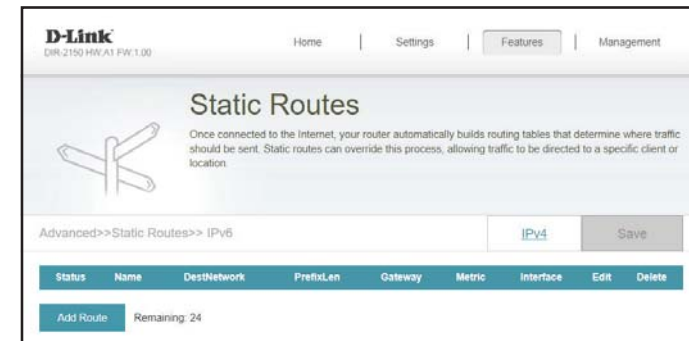 D-Link
DIR-2150 HW:A1 FW:1.00
Home | Settings | Features | Management
Static Routes
Once connected to the Internet, your router automatically builds routing tables that determine where traffic
should be sent. Static routes can override this process, allowing traffic to be directed to a specific client or
location.
Advanced>>Static Routes>> IPv6
IPv4
Save
Status Name DestNetwork PrefixLen Gateway Metric Interface Edit Delete
Add Route Remaining: 24